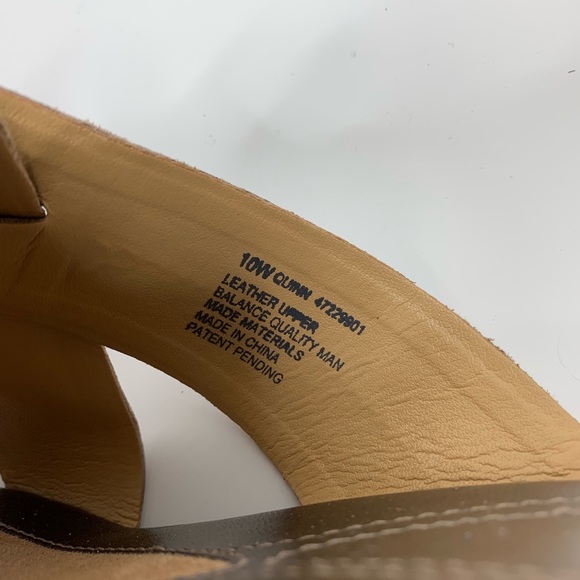 10W QUINN 47229801
LEATHER UPPER
BALANCE QUALITY MAN
MADE MATERIALS
MADE IN CHINA
PATENT PENDING